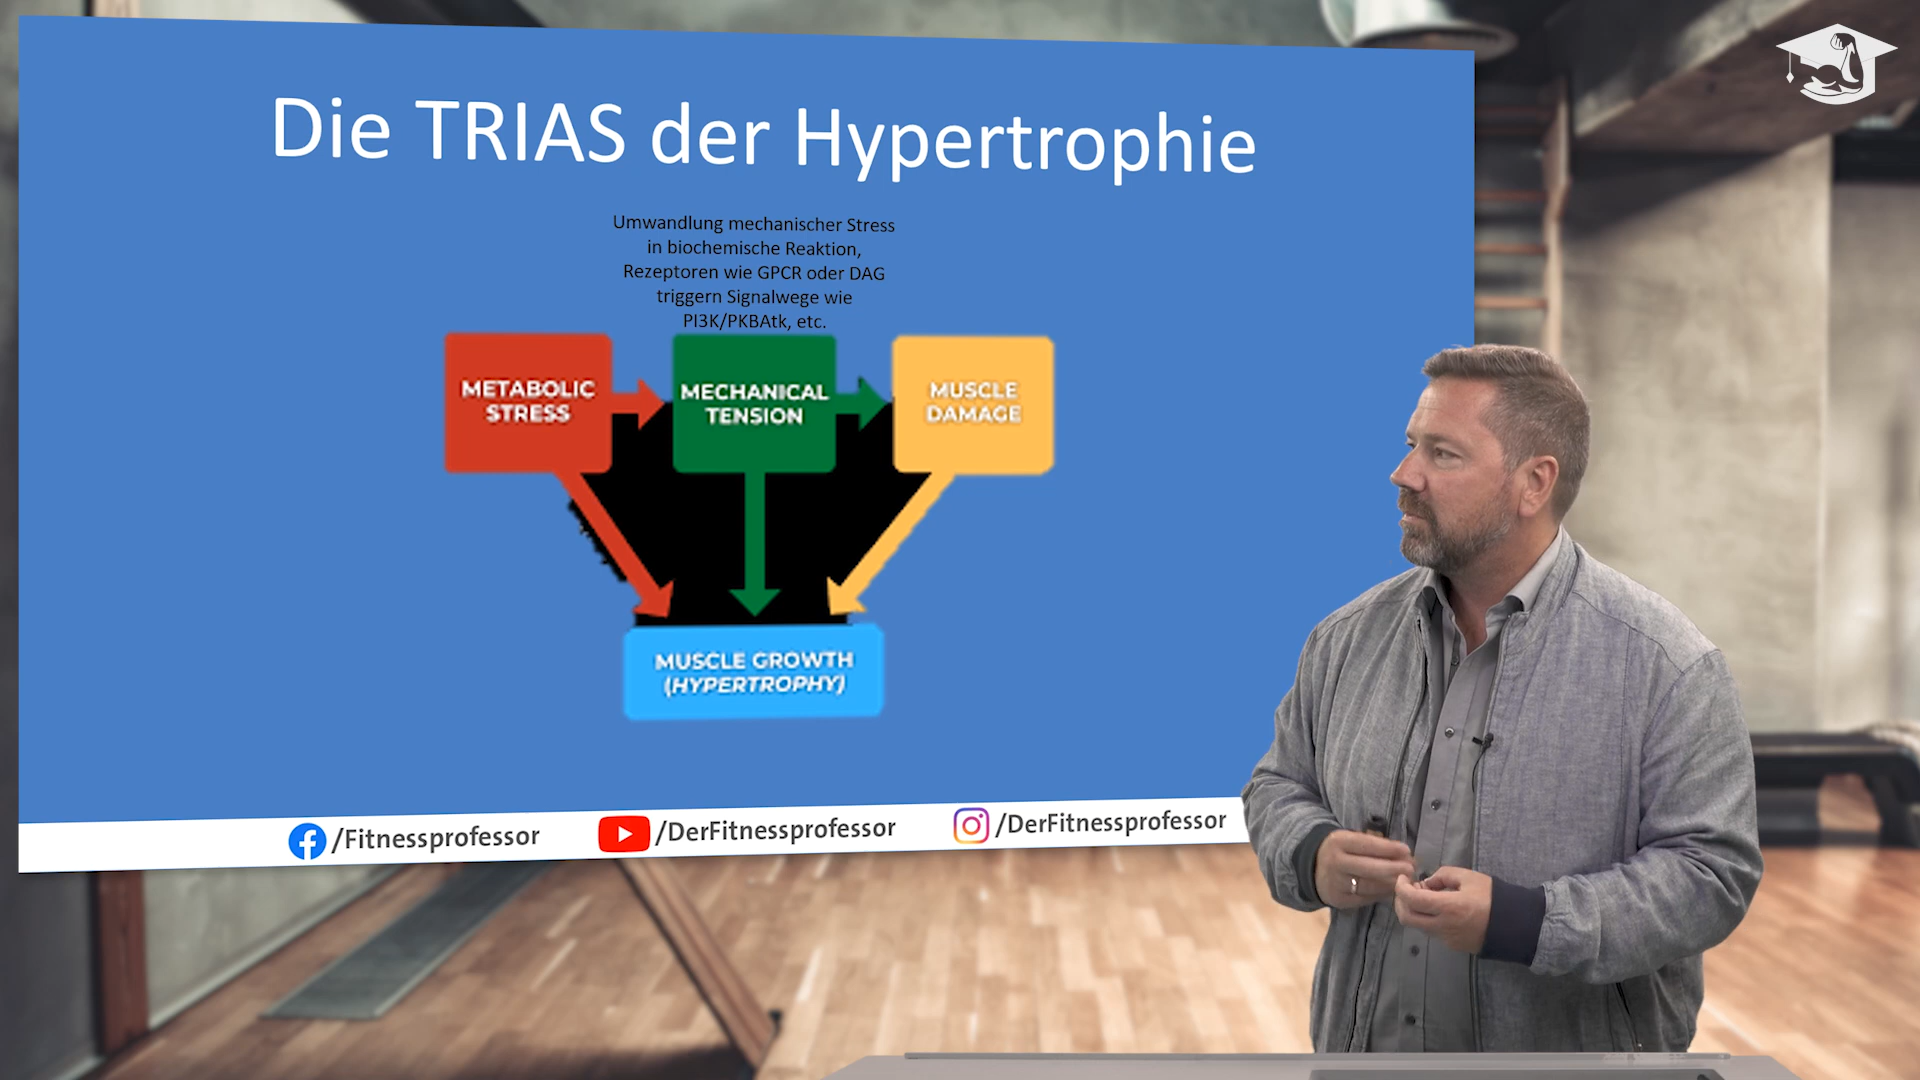 Die TRIAS der Hypertrophie
Umwandlung mechanischer Stress
in biochemische Reaktion,
Rezeptoren wie GPCR oder DAG
triggern Signalwege wie
PI3K/PKBAtk, etc.
METABOLIC
STRESS
MECHANICAL
TENSION
MUSCLE
DAMAGE
MUSCLE GROWTH
(HYPERTROPHY)
/Fitnessprofessor
/DerFitnessprofessor
/DerFitnessprofessor